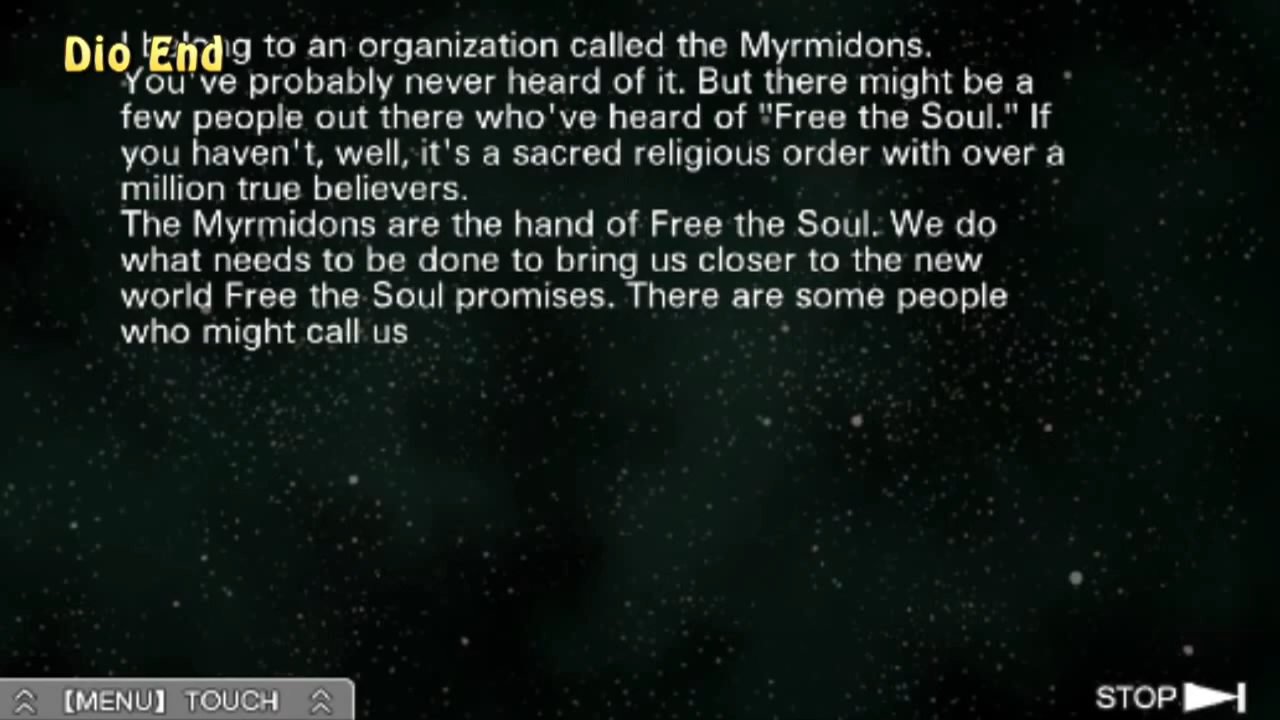 Dio End
I belong to an organization called the Myrmidons.
You've probably never heard of it. But there might be a
few people out there who've heard of "Free the Soul." If
you haven't, well, it's a sacred religious order with over a
million true believers.
The Myrmidons are the hand of Free the Soul. We do
what needs to be done to bring us closer to the new
world Free the Soul promises. There are some people
who might call us
【MENU】 TOUCH
STOP